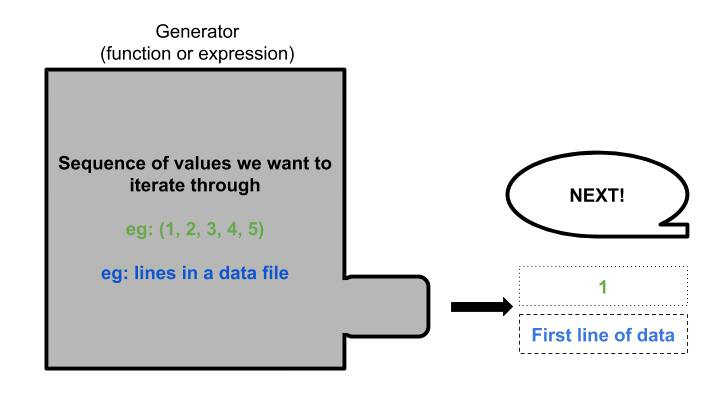 Generator
(function or expression)
Sequence of values we want to
iterate through
eg: (1, 2, 3, 4, 5)
eg: lines in a data file
NEXT!
1
First line of data